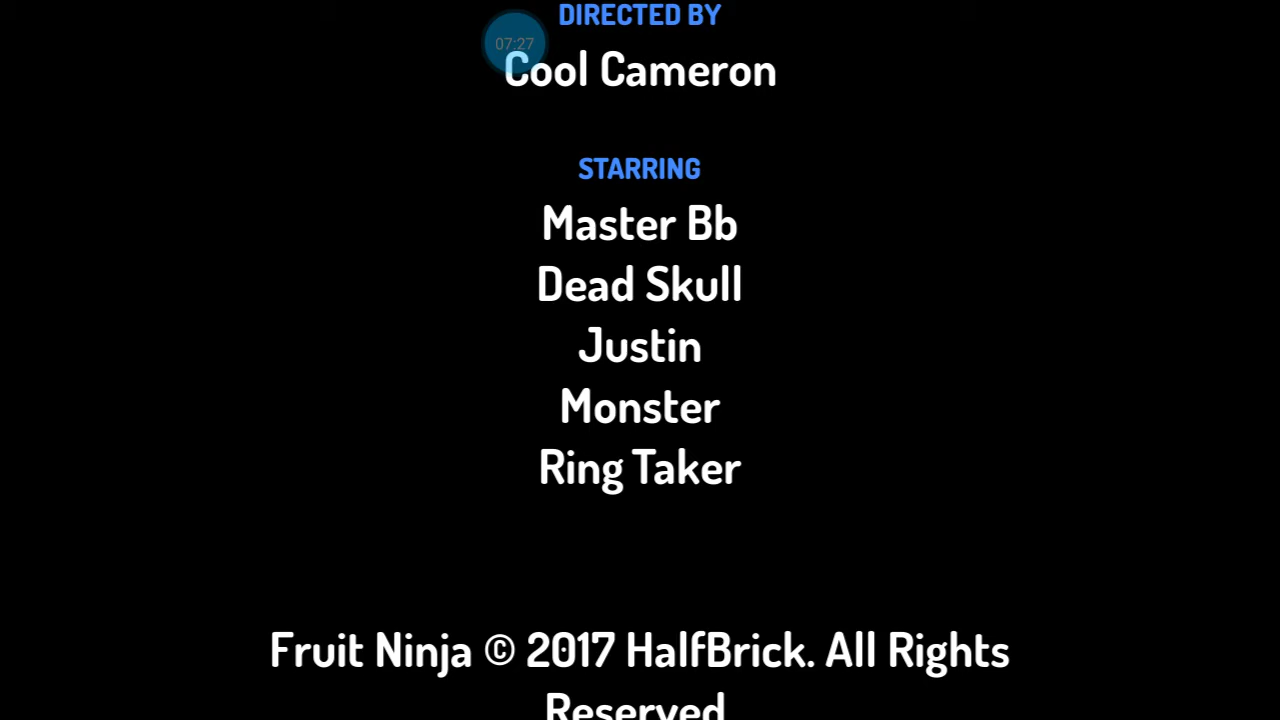 DIRECTED BY
07:27
Cool Cameron
STARRING
Master Bb
Dead Skull
Justin
Monster
Ring Taker
Fruit Ninja © 2017 HalfBrick. All Rights
Reserved